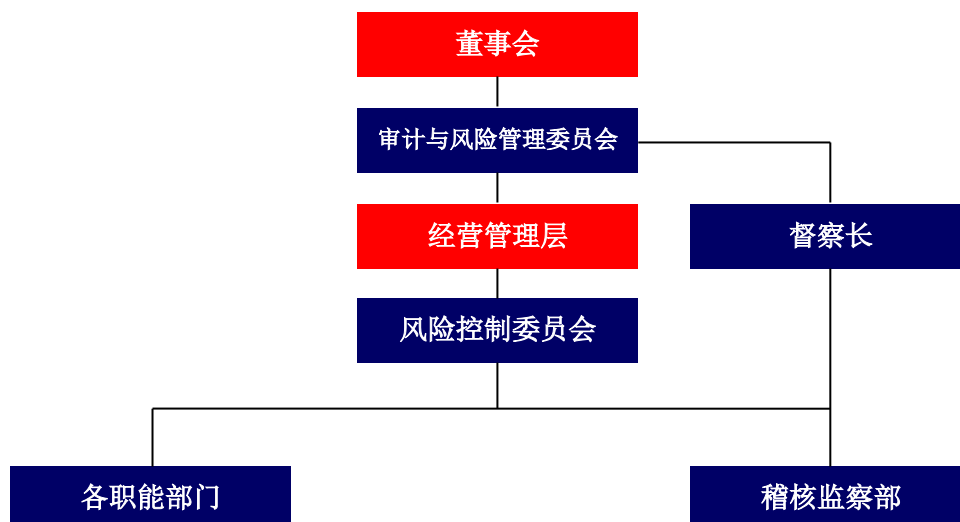 董事会
审计与风险管理委员会
经营管理层
督察长
风险控制委员会
各职能部门
稽核监察部